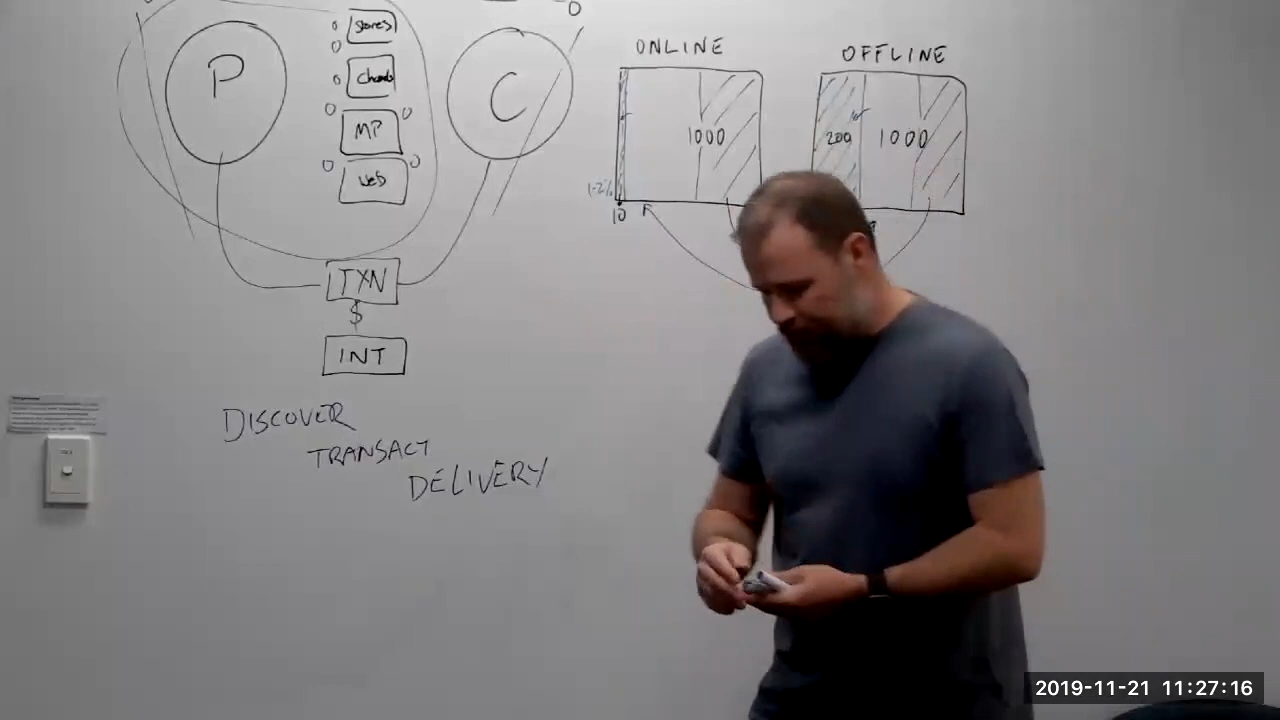 P
Stores
MP
Web
C
TXN
$
INT
DISCOVER
TRANSACT
DELIVERY
ONLINE
1000
1-2%
10
OFFLINE
200
1000
2019-11-21 11:27:16